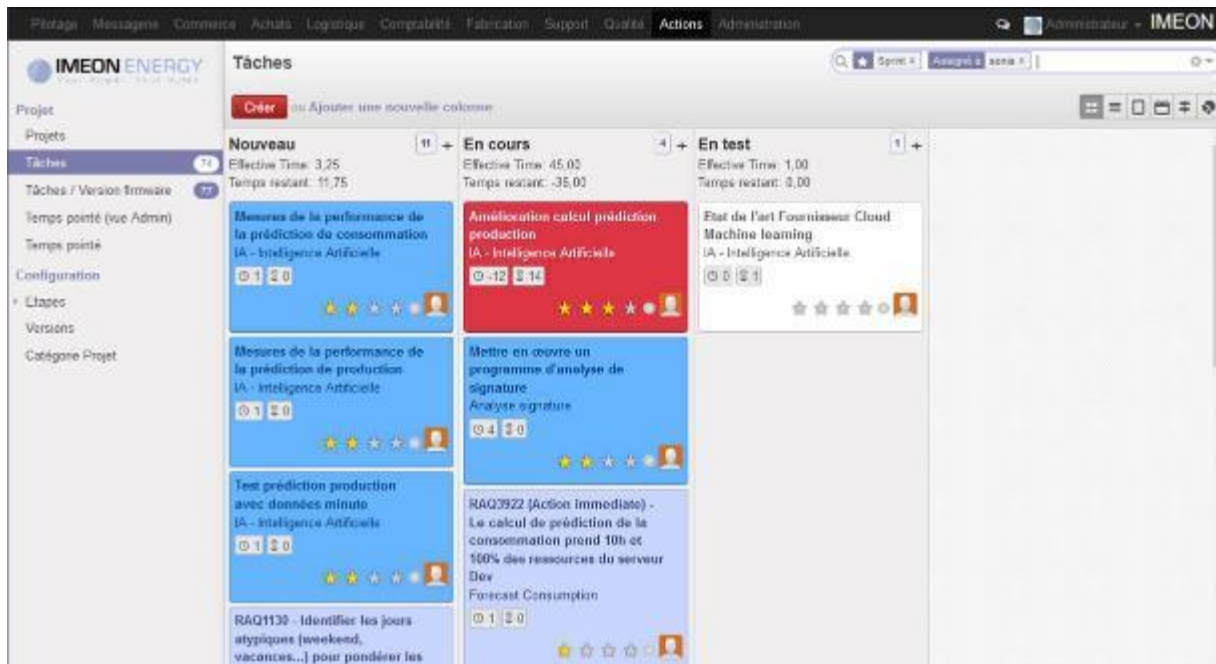 Pilotage Messagerie Commerce Achats Logistique Comptabilité Fabrication Support Qualité Actions Administration Administrateur IMEON
IMEON ENERGY
Tâches
Sprint x Assigné à sonia x
Créer ou Ajouter une nouvelle colonne
Projet
Projets
Tâches 74
Tâches / Version firmware 77
Temps pointé (vue Admin)
Temps pointé
Configuration
Etapes
Versions
Catégorie Projet
Nouveau 11 +
Effective Time: 3,25
Temps restant: 11,75
Mesures de la performance de
la prédiction de consommation
IA - Intelligence Artificielle
1 0
Mesures de la performance de
la prédiction de production
IA - Intelligence Artificielle
1 0
Test prédiction production
avec données minute
IA - Intelligence Artificielle
1 0
RAQ1130 - Identifier les jours
atypiques (weekend,
vacances...) pour pondérer les
En cours 4 +
Effective Time: 45,00
Temps restant: -35,00
Amélioration calcul prédiction
production
IA - Intelligence Artificielle
-12 14
Mettre en œuvre un
programme d'analyse de
signature
Analyse signature
4 0
RAQ3922 (Action immediate) -
Le calcul de prédiction de la
consommation prend 10h et
100% des ressources du serveur
Dev
Forecast Consumption
1 0
En test 1 +
Effective Time: 1,00
Temps restant: 0,00
Etat de l'art Fournisseur Cloud
Machine learning
IA - Intelligence Artificielle
0 1